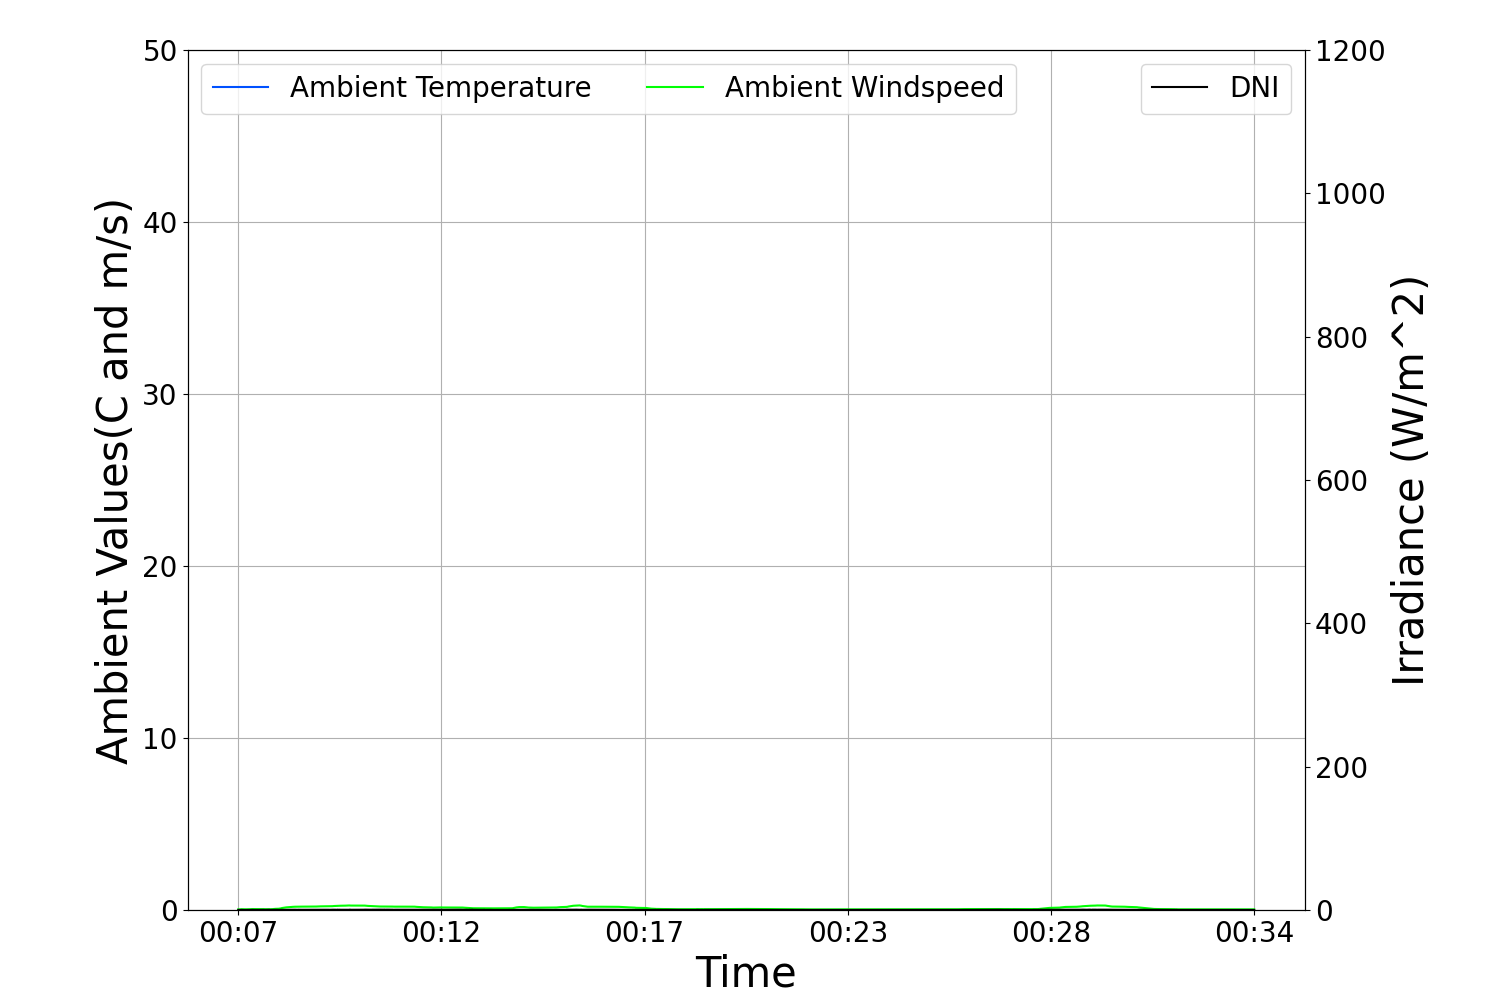 Ambient Temperature
Ambient Windspeed
DNI
Ambient Values(C and m/s)
50
40
30
20
10
0
1200
1000
800
600
400
200
0
Irradiance (W/m^2)
00:07 00:12 00:17 00:23 00:28 00:34
Time